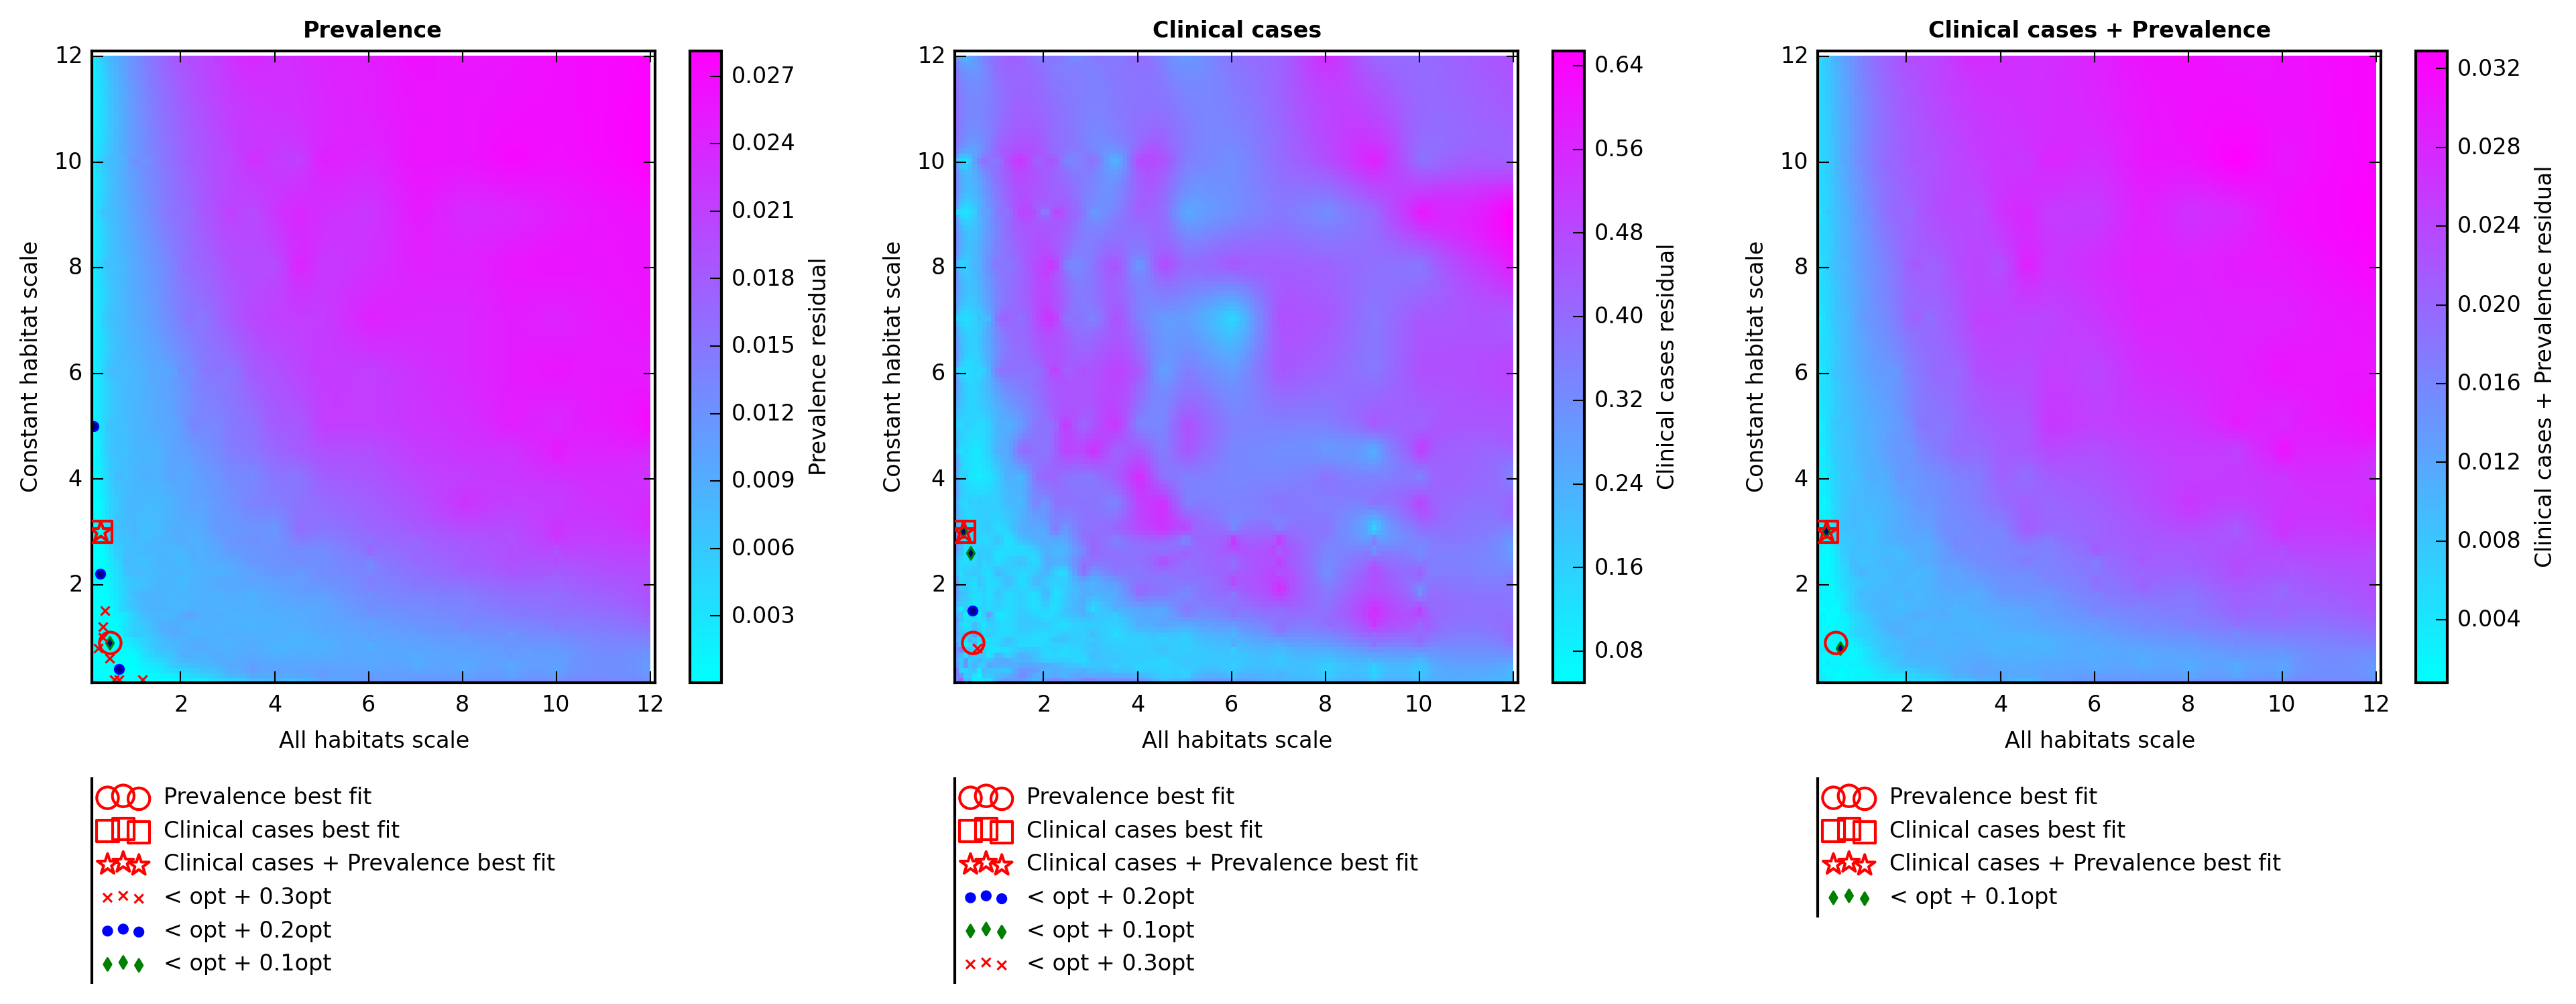 Prevalence
12
10
8
6
4
2
2
4
6
8
10
12
Constant habitat scale
All habitats scale
0.027
0.024
0.021
0.018
0.015
0.012
0.009
0.006
0.003
Prevalence residual
Prevalence best fit
Clinical cases best fit
Clinical cases + Prevalence best fit
< opt + 0.3opt
< opt + 0.2opt
< opt + 0.1opt
Clinical cases
12
10
8
6
4
2
2
4
6
8
10
12
Constant habitat scale
All habitats scale
0.64
0.56
0.48
0.40
0.32
0.24
0.16
0.08
Clinical cases residual
Prevalence best fit
Clinical cases best fit
Clinical cases + Prevalence best fit
< opt + 0.2opt
< opt + 0.1opt
< opt + 0.3opt
Clinical cases + Prevalence
12
10
8
6
4
2
2
4
6
8
10
12
Constant habitat scale
All habitats scale
0.032
0.028
0.024
0.020
0.016
0.012
0.008
0.004
Clinical cases + Prevalence residual
Prevalence best fit
Clinical cases best fit
Clinical cases + Prevalence best fit
< opt + 0.1opt